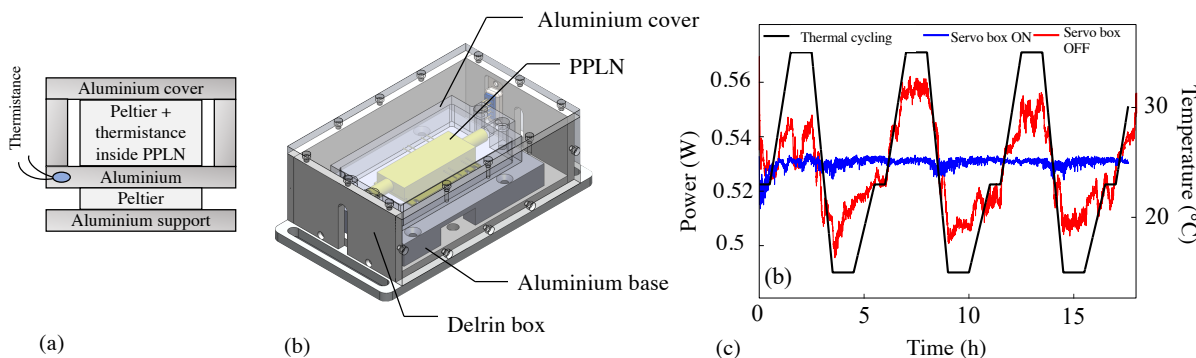 Thermistance
Aluminium cover
Peltier +
thermistance
inside PPLN
Aluminium
Peltier
Aluminium support
(a)
(b)
Aluminium cover
PPLN
Aluminium base
Delrin box
(b)
Thermal cycling
Servo box ON
Servo box
OFF
0.56
0.54
0.52
0.5
Power (W)
30
20
Temperature (°C)
(b)
0
5
10
15
Time (h)
(c)